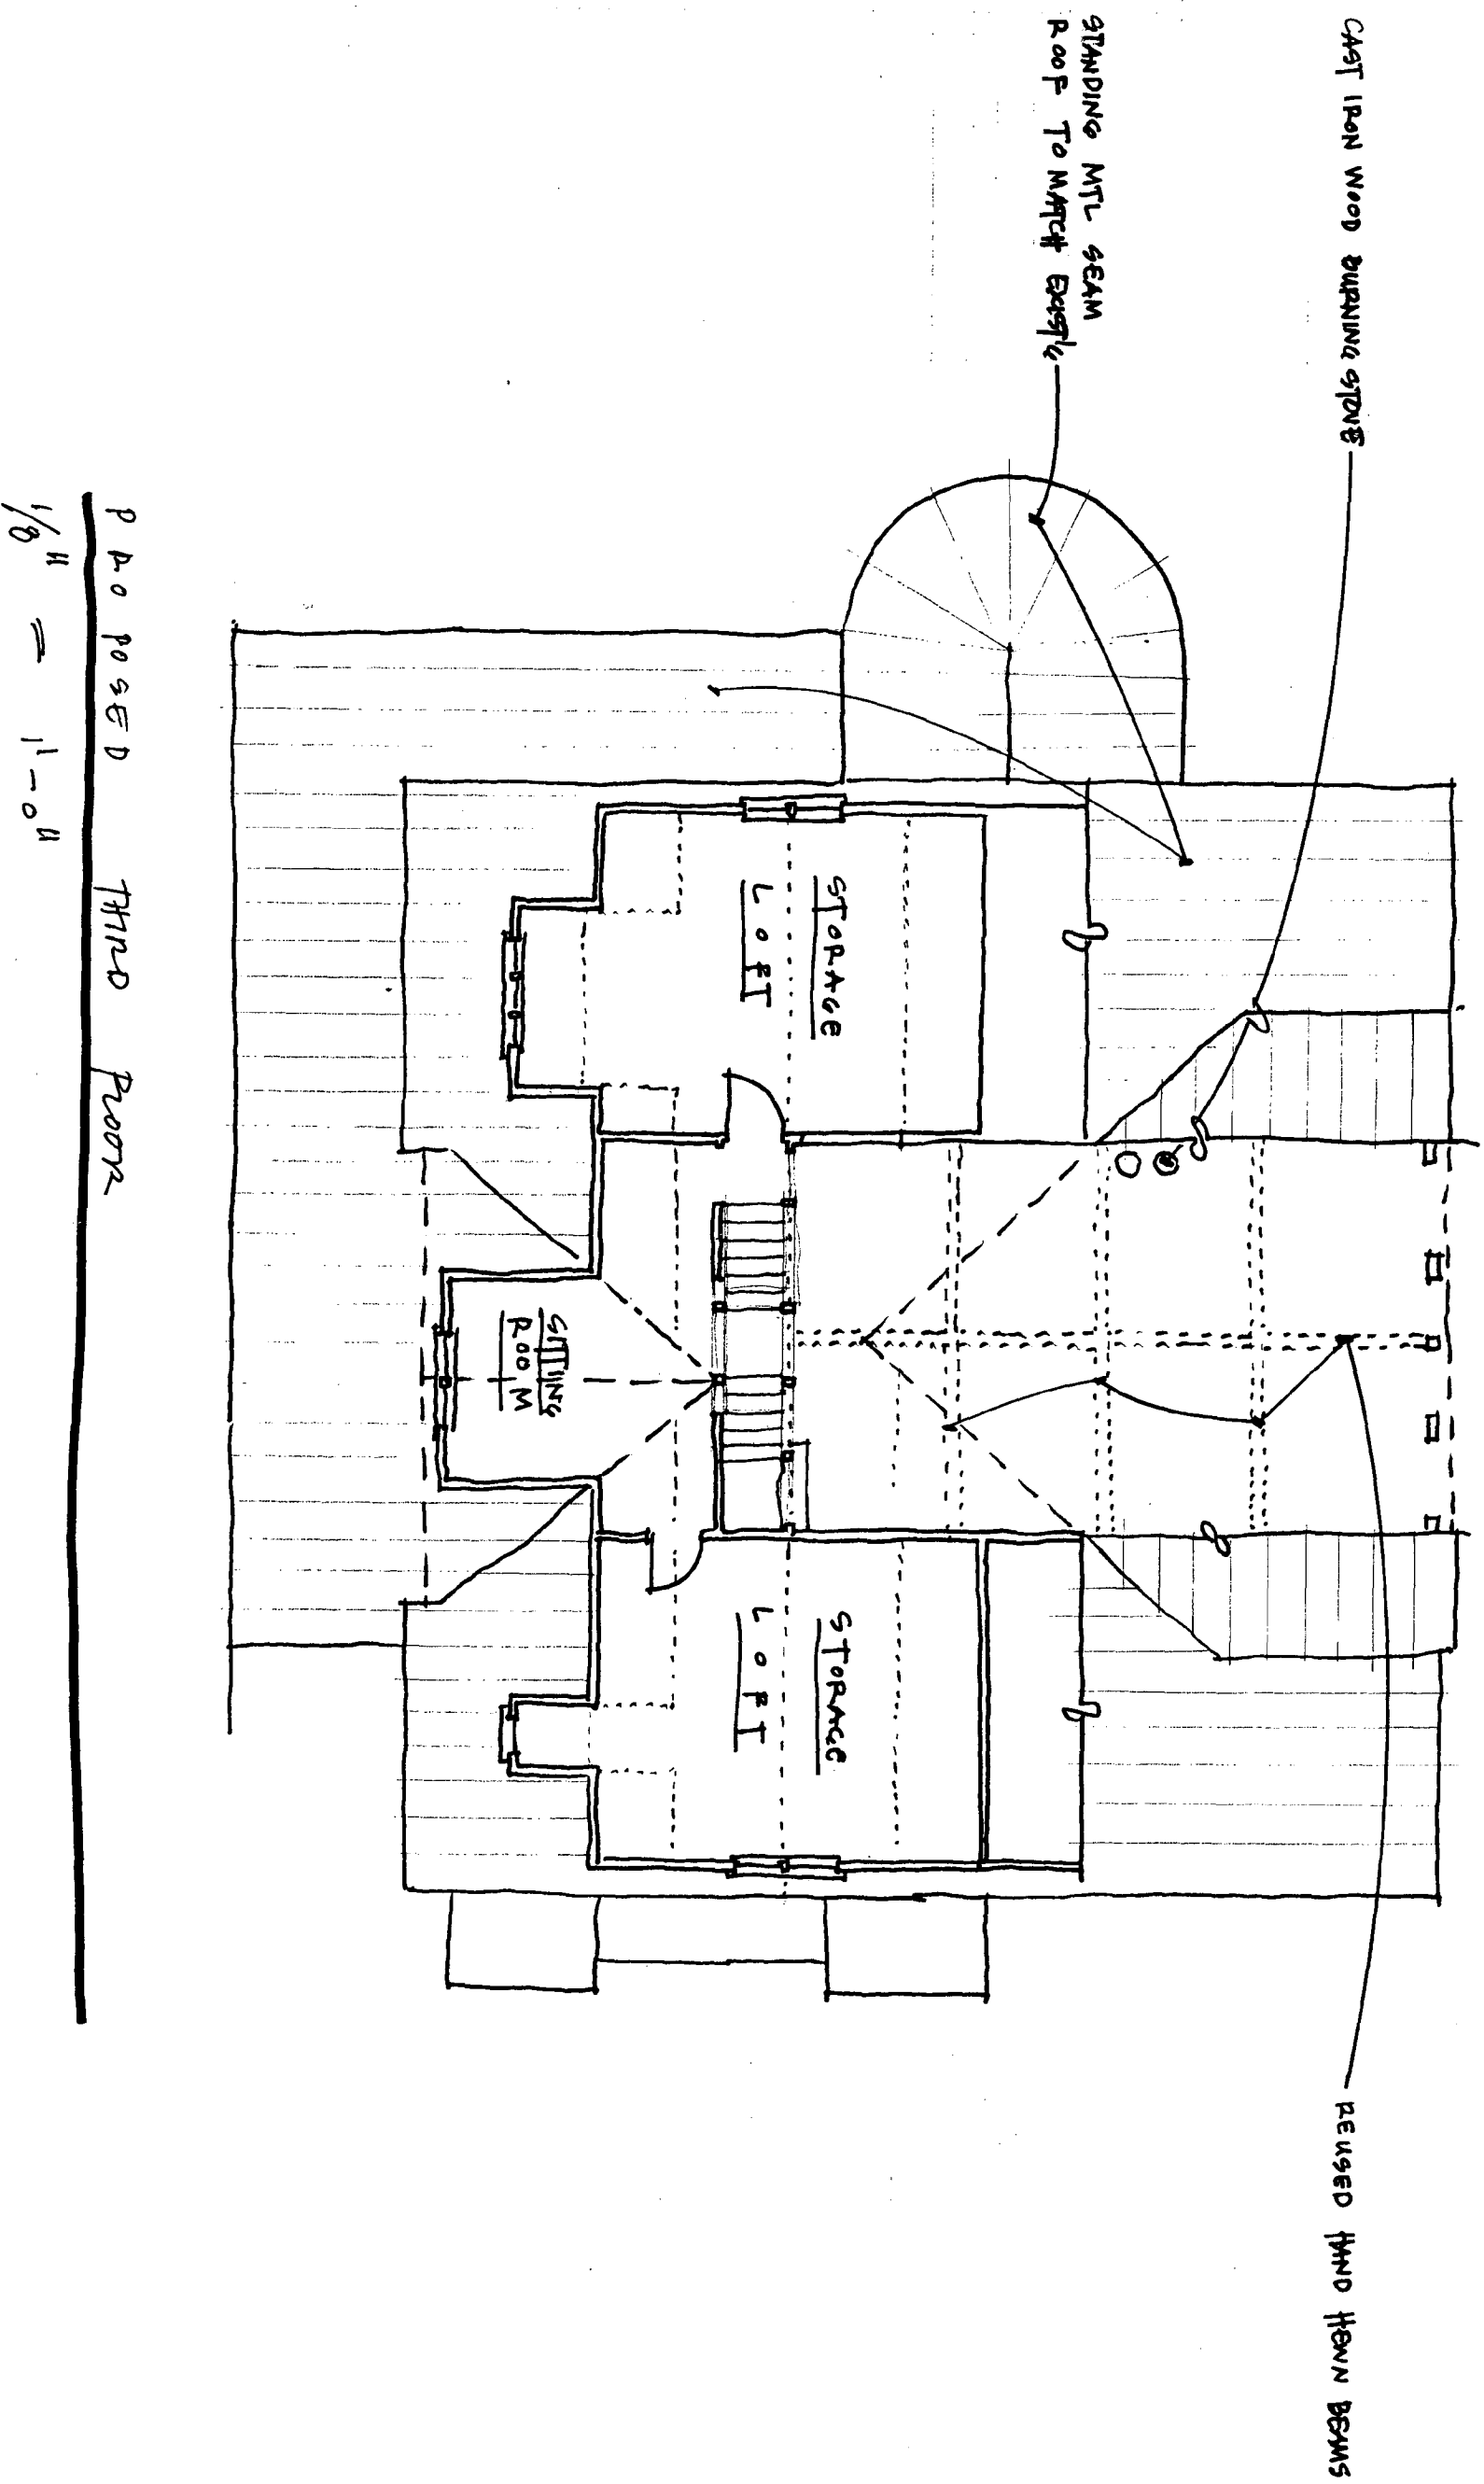 CAST IRON WOOD BURNING STOVE
REUSED HAND HEWN BEAMS
STANDING MTL SEAM
ROOF TO MATCH EXIST'G
STORAGE
LOFT
STORAGE
LOFT
SITTING
ROOM
PROPOSED THIRD FLOOR
1/8" = 1'-0"